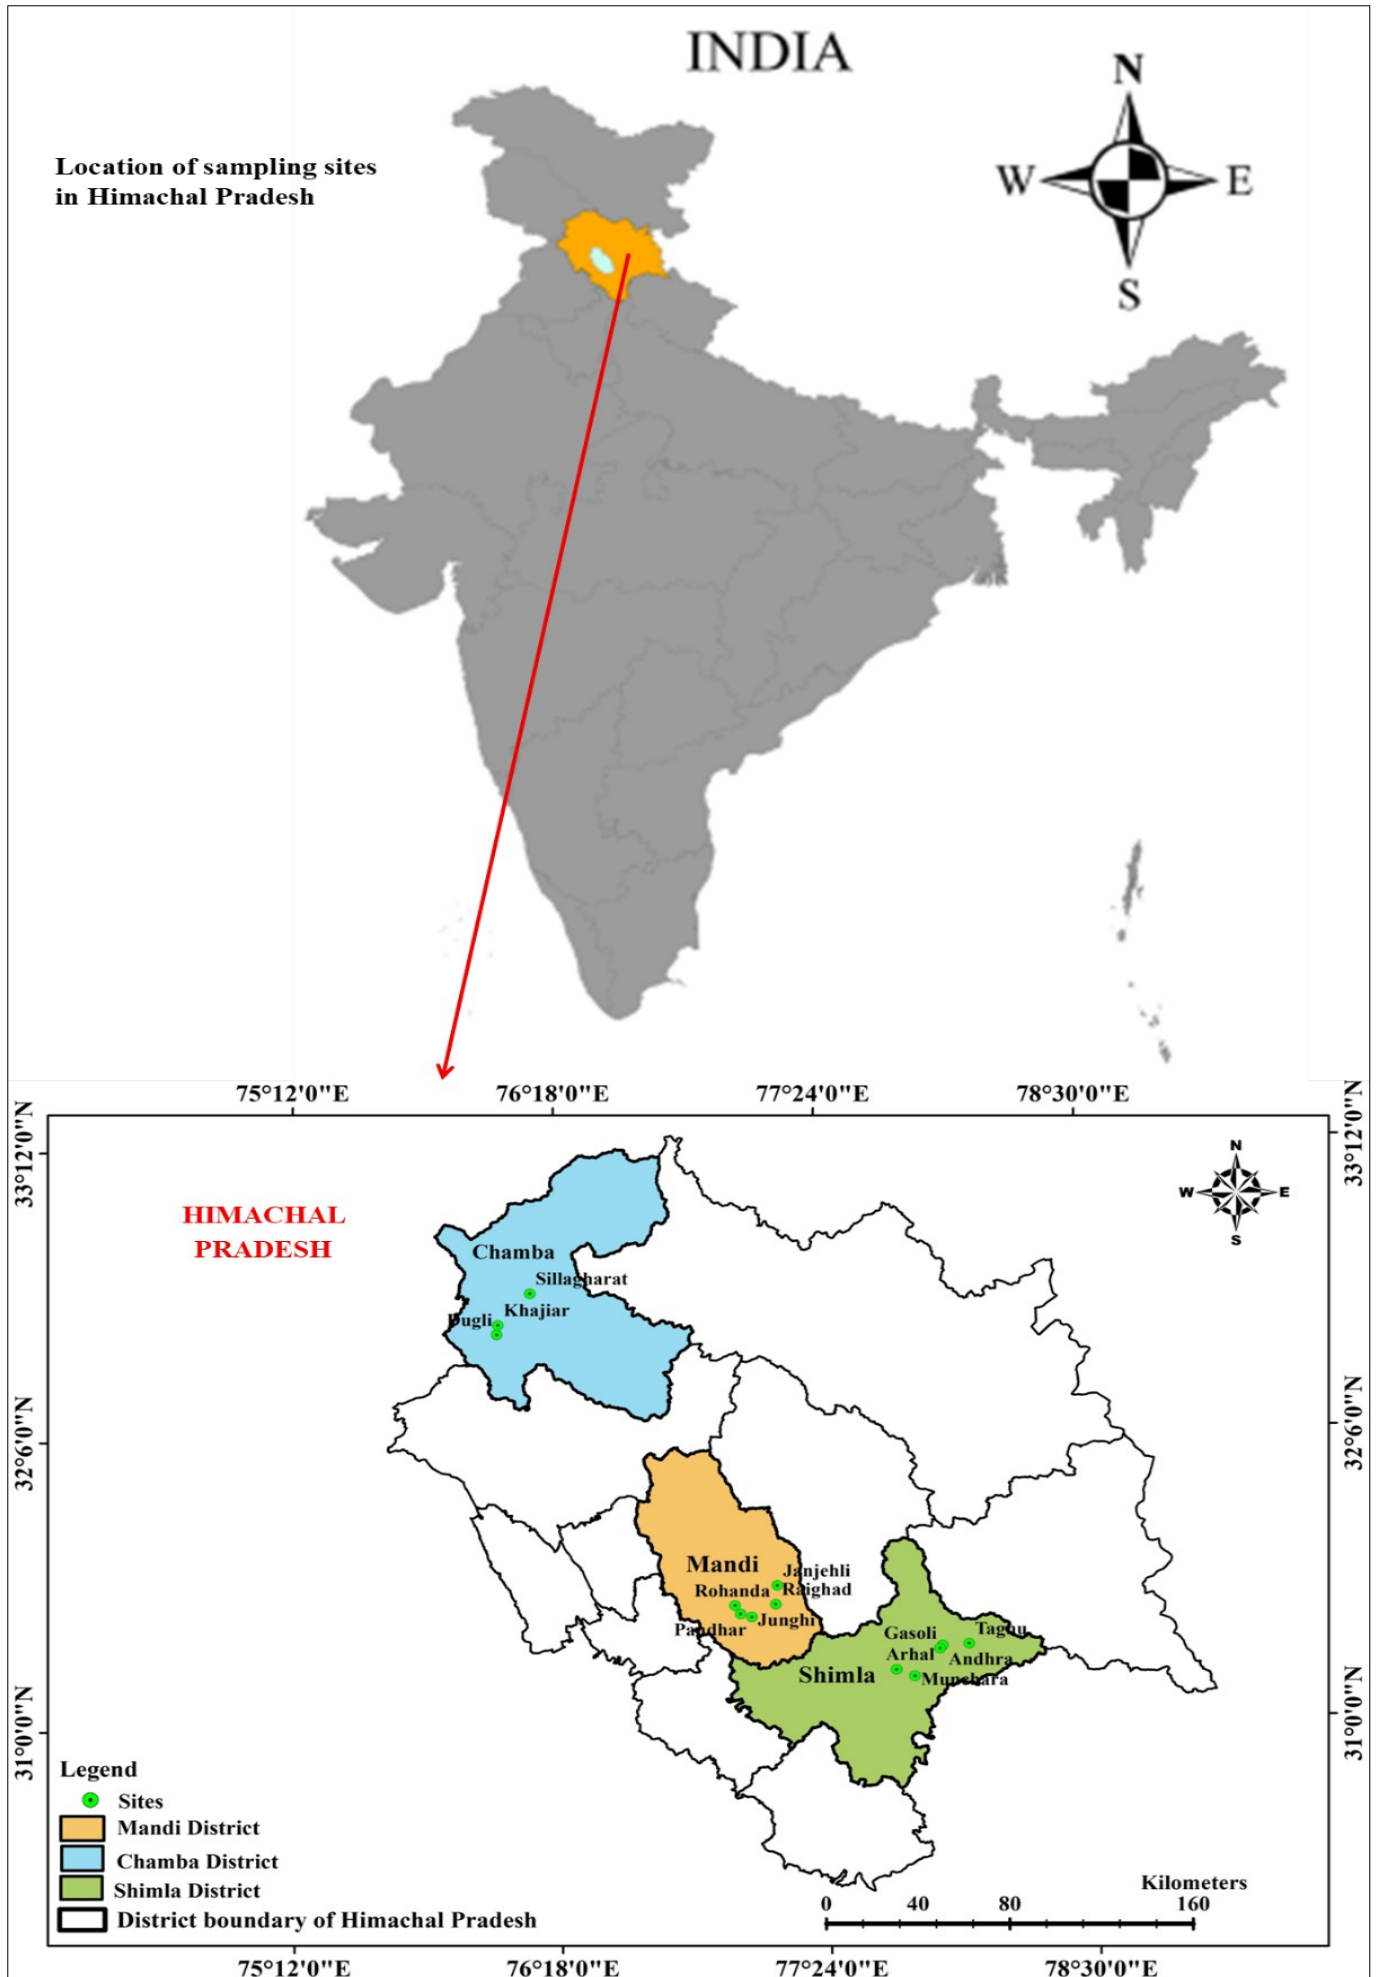 INDIA
N
W
E
S
Location of sampling sites
in Himachal Pradesh
75°12'0"E
76°18'0"E
77°24'0"E
78°30'0"E
33°12'0"N
33°12'0"N
HIMACHAL
PRADESH
N
W
E
S
Chamba
Sillagharat
Khajiar
Dugli
32°6'0"N
32°6'0"N
Mandi
Janjehli
Rohanda
Raighad
Junghi
Pandhar
Gasoli
Taghu
Arhal
Andhra
Shimla
Munchara
31°0'0"N
31°0'0"N
Legend
Sites
Mandi District
Chamba District
Shimla District
District boundary of Himachal Pradesh
Kilometers
0 40 80 160
75°12'0"E
76°18'0"E
77°24'0"E
78°30'0"E